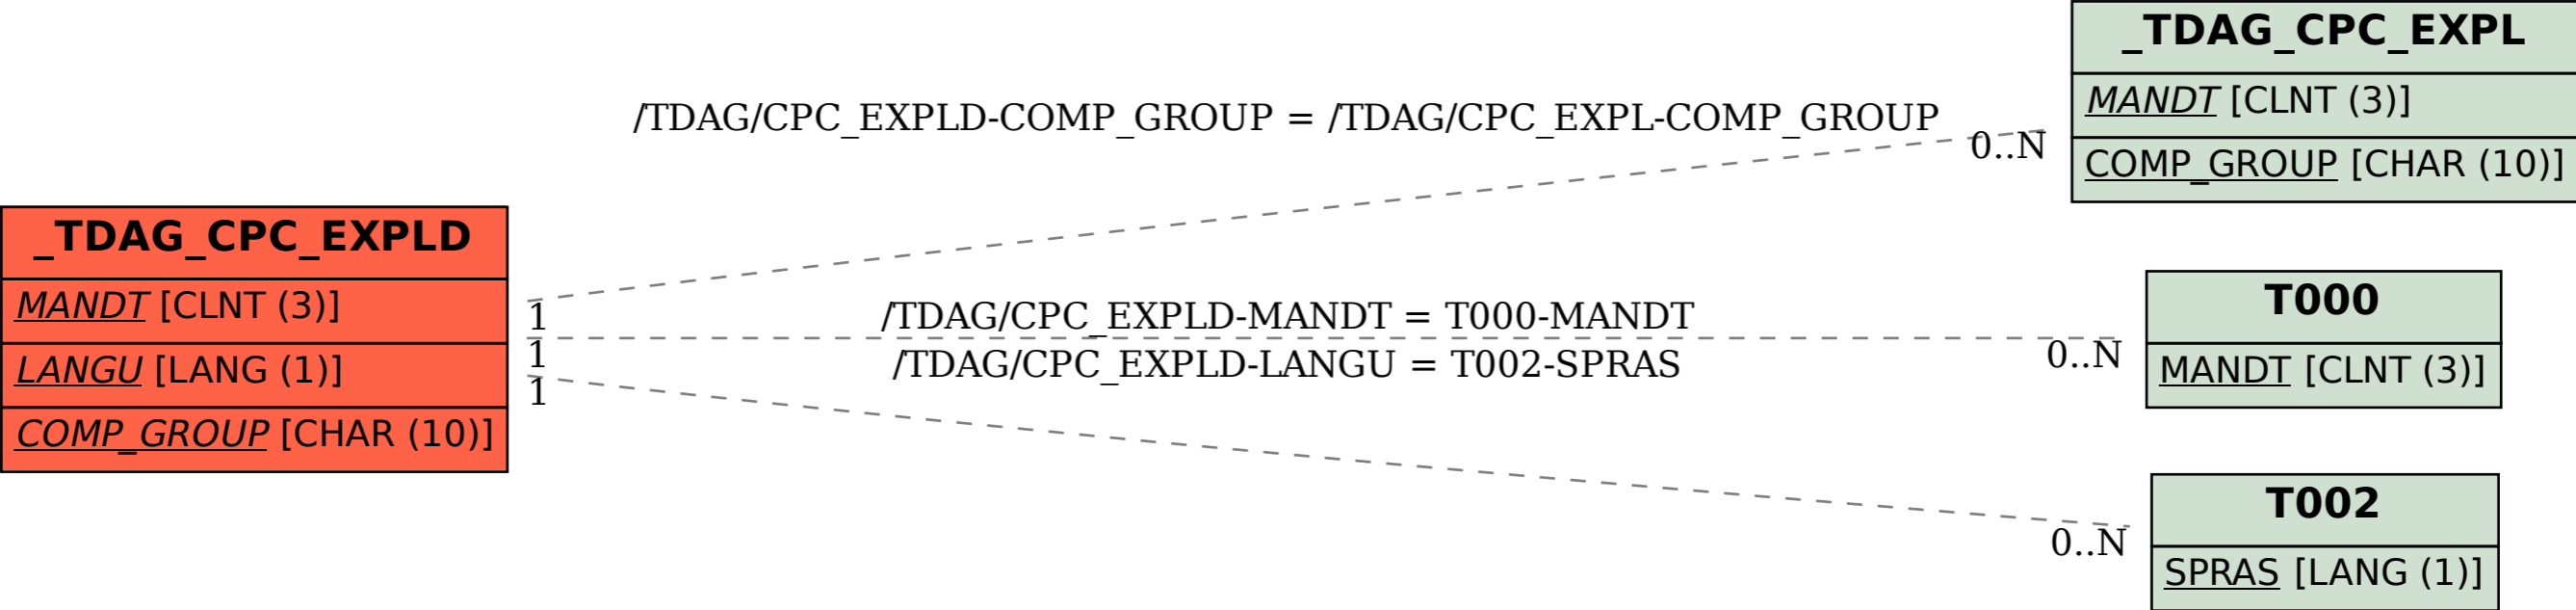 _TDAG_CPC_EXPL
MANDT [CLNT (3)]
COMP_GROUP [CHAR (10)]
/TDAG/CPC_EXPLD-COMP_GROUP = /TDAG/CPC_EXPL-COMP_GROUP
0..N
_TDAG_CPC_EXPLD
MANDT [CLNT (3)]
LANGU [LANG (1)]
COMP_GROUP [CHAR (10)]
1
1
1
/TDAG/CPC_EXPLD-MANDT = T000-MANDT
/TDAG/CPC_EXPLD-LANGU = T002-SPRAS
0..N
T000
MANDT [CLNT (3)]
0..N
T002
SPRAS [LANG (1)]